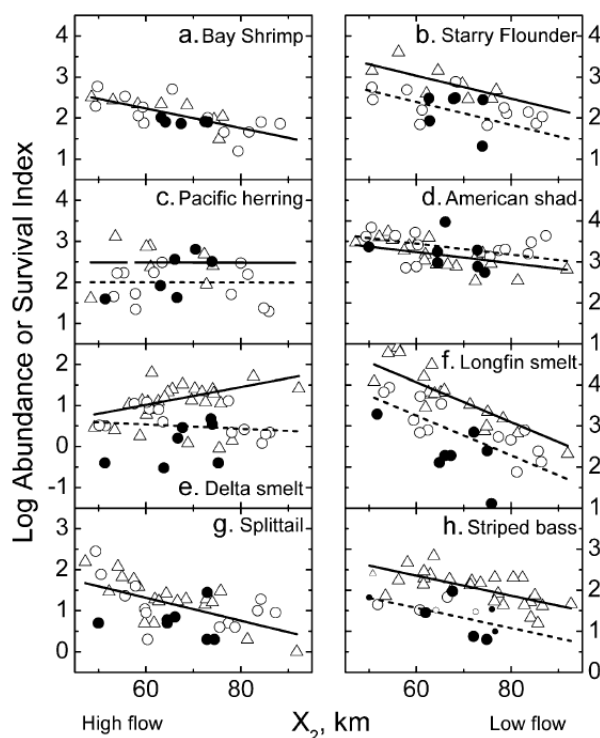 Log Abundance or Survival Index
a. Bay Shrimp
b. Starry Flounder
3
2
1
4
3
2
1
c. Pacific herring
d. American shad
4
3
2
1
4
3
2
1
e. Delta smelt
f. Longfin smelt
2
1
0
-1
4
3
2
1
g. Splittail
h. Striped bass
3
2
1
0
3
2
1
0
60 80
60 80
High flow
X2, km
Low flow